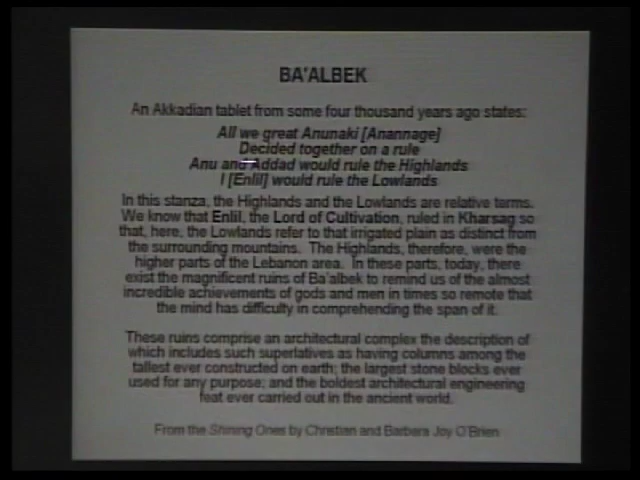 BA'ALBEK
An Akkadian tablet from some four thousand years ago states:
All we great Anunaki [Anannage]
Decided together on a rule
Anu and Addad would rule the Highlands
I [Enlil] would rule the Lowlands
In this stanza, the Highlands and the Lowlands are relative terms.
We know that Enlil, the Lord of Cultivation, ruled in Kharsag so
that, here, the Lowlands refer to that irrigated plain as distinct from
the surrounding mountains. The Highlands, therefore, were the
higher parts of the Lebanon area. In these parts, today, there
exist the magnificent ruins of Ba'albek to remind us of the almost
incredible achievements of gods and men in times so remote that
the mind has difficulty in comprehending the span of it.
These ruins comprise an architectural complex the description of
which includes such superlatives as having columns among the
tallest ever constructed on earth; the largest stone blocks ever
used for any purpose; and the boldest architectural engineering
feat ever carried out in the ancient world.
From the Shining Ones by Christian and Barbara Joy O'Brien